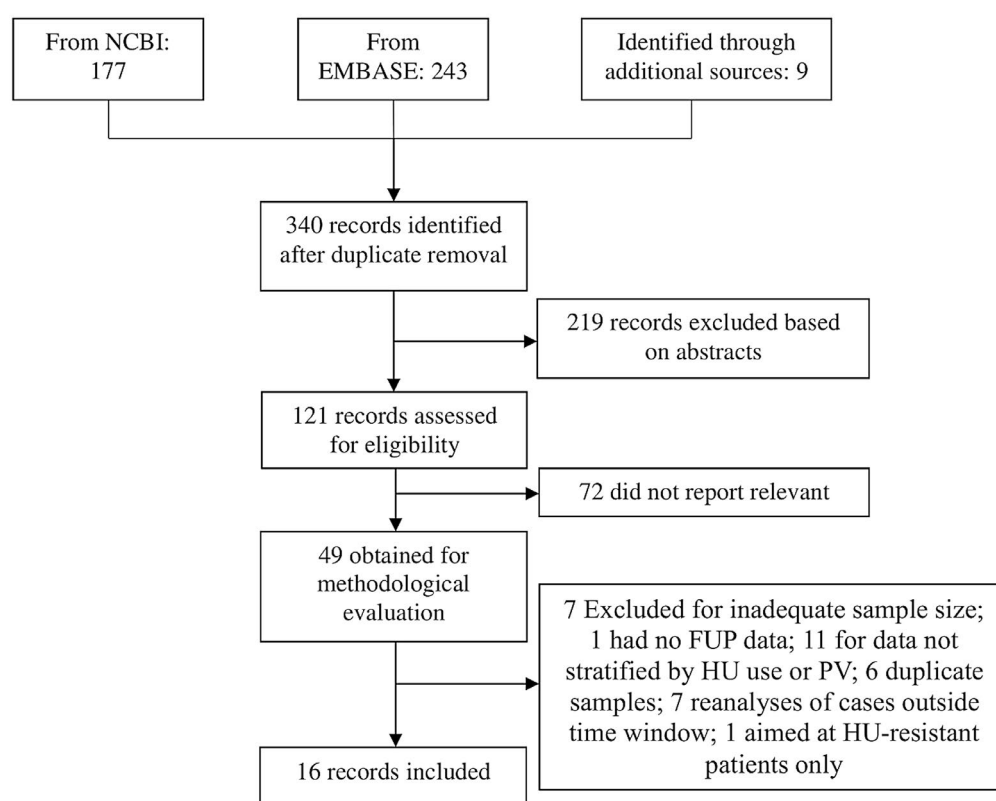 From NCBI:
177
From
EMBASE: 243
Identified through
additional sources: 9
340 records identified
after duplicate removal
219 records excluded based
on abstracts
121 records assessed
for eligibility
72 did not report relevant
49 obtained for
methodological
evaluation
7 Excluded for inadequate sample size;
1 had no FUP data; 11 for data not
stratified by HU use or PV; 6 duplicate
samples; 7 reanalyses of cases outside
time window; 1 aimed at HU-resistant
patients only
16 records included